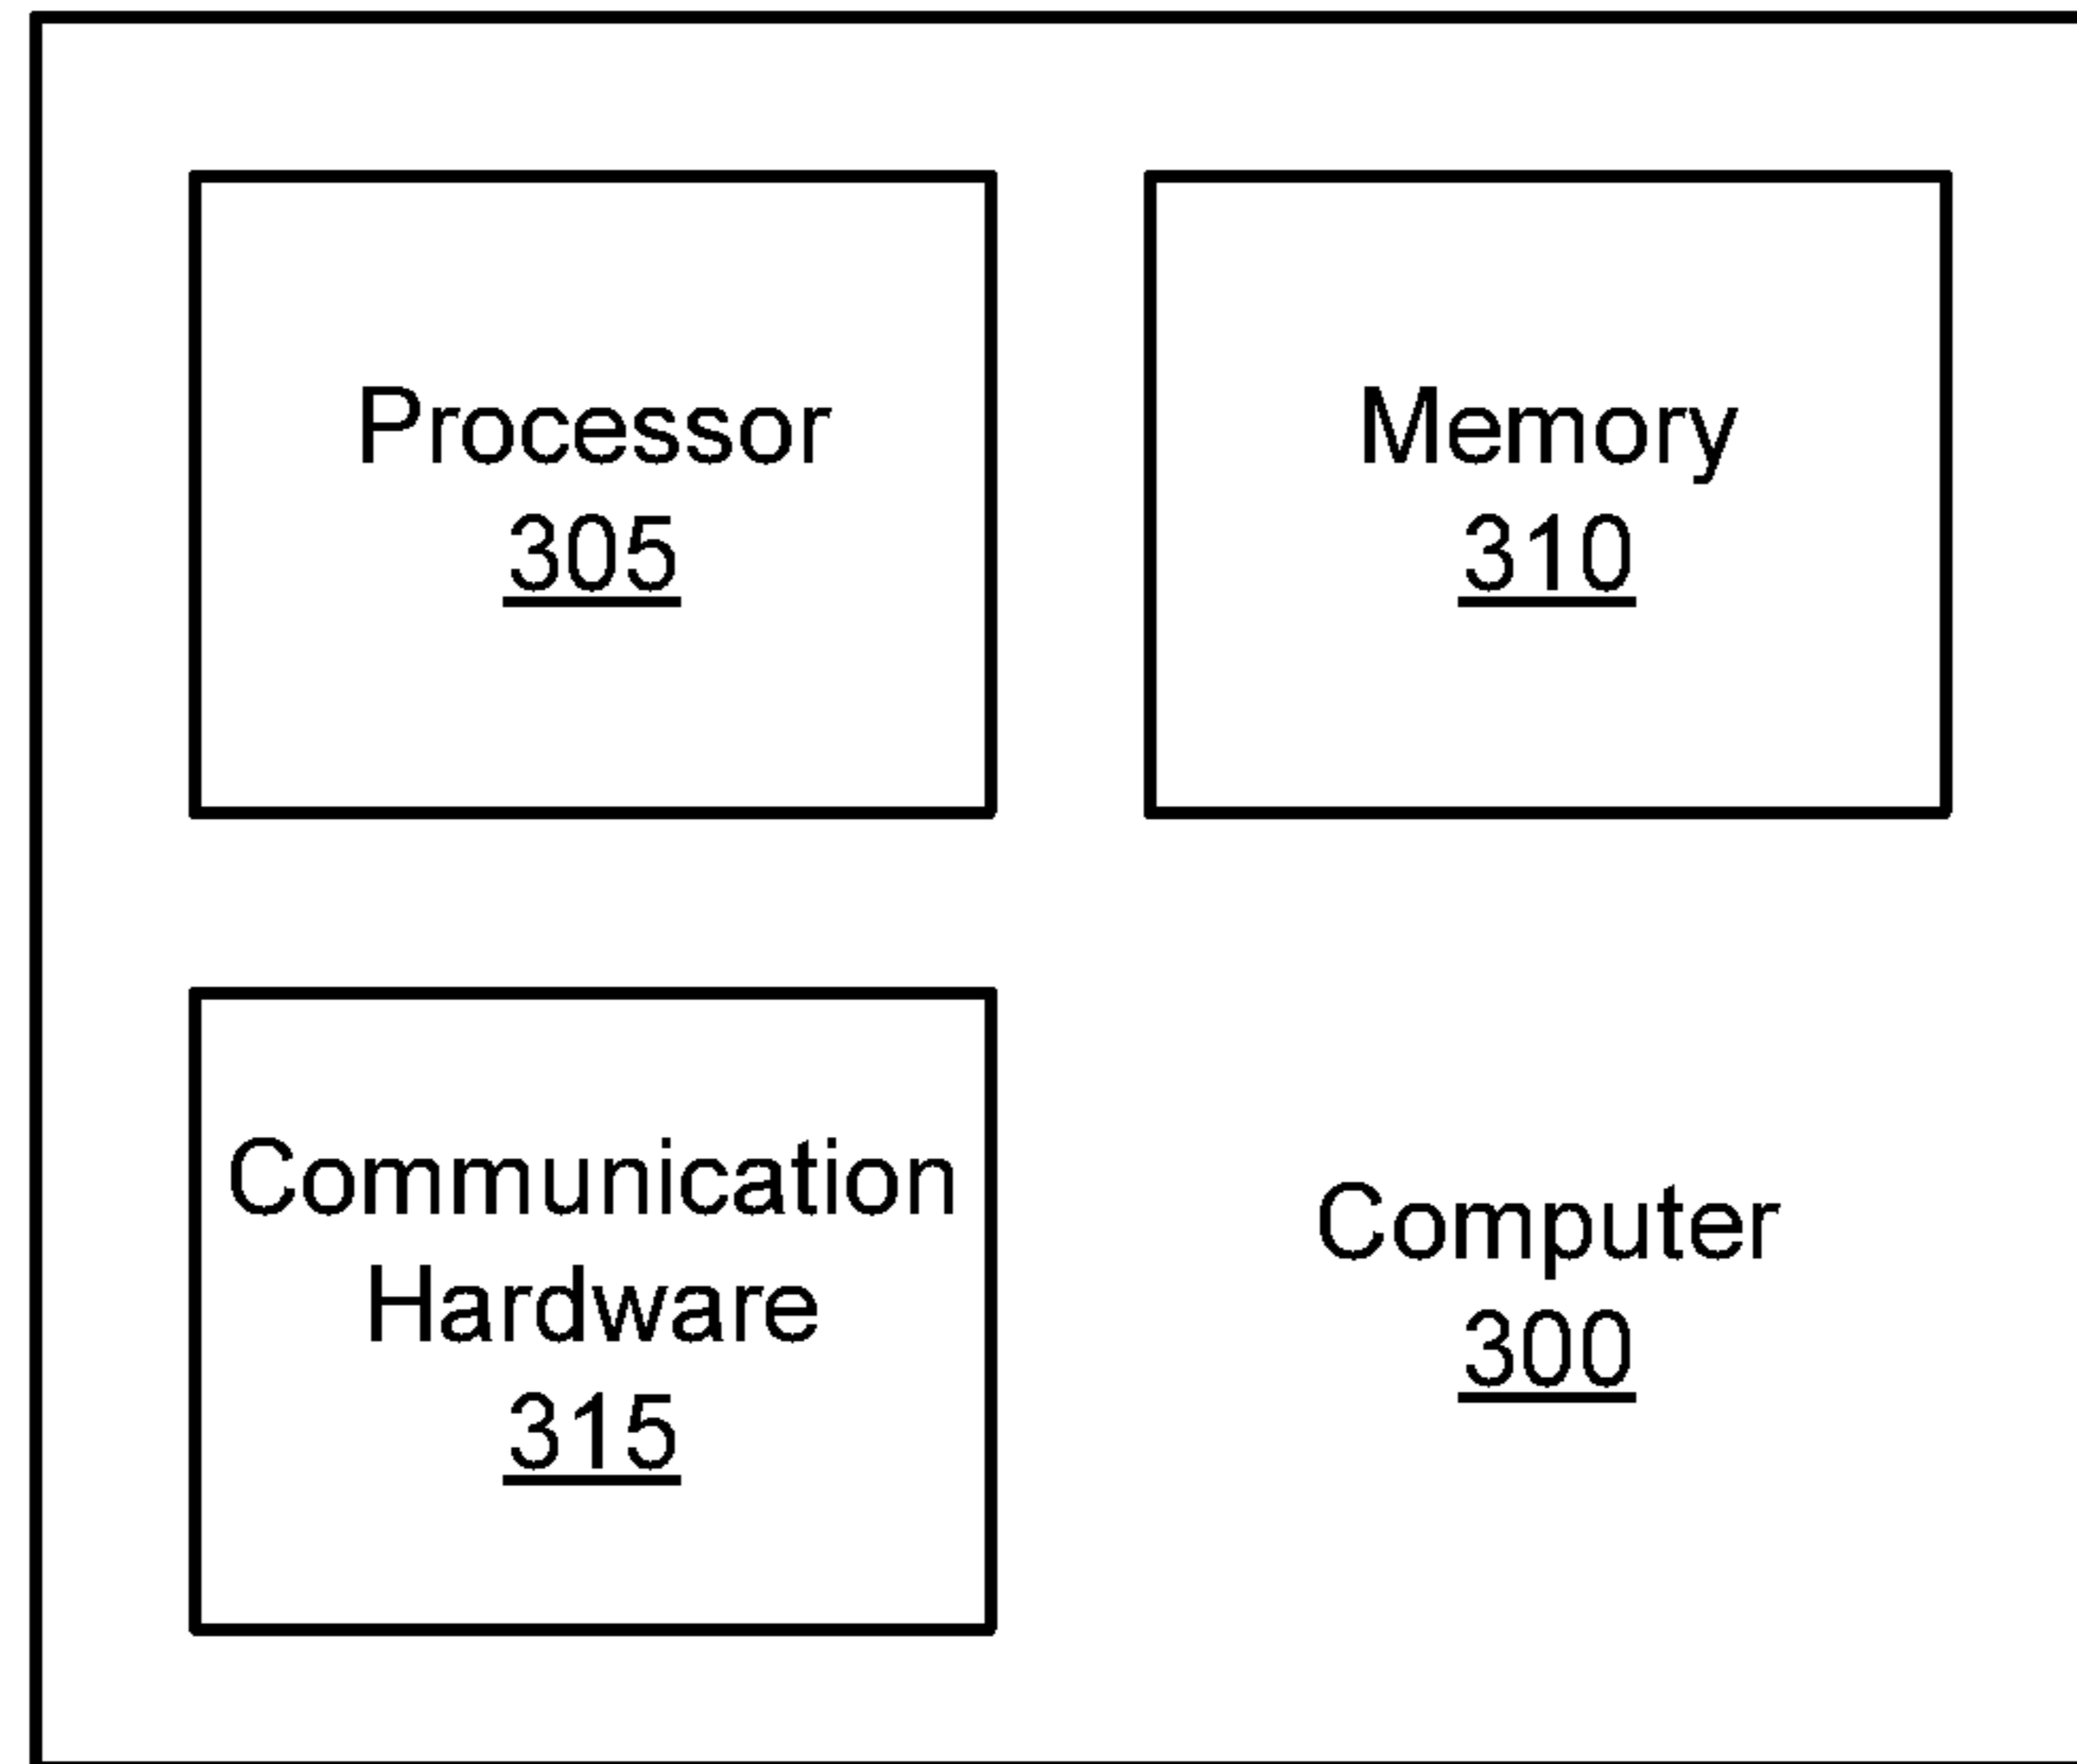 Processor
305
Memory
310
Communication
Hardware
315
Computer
300